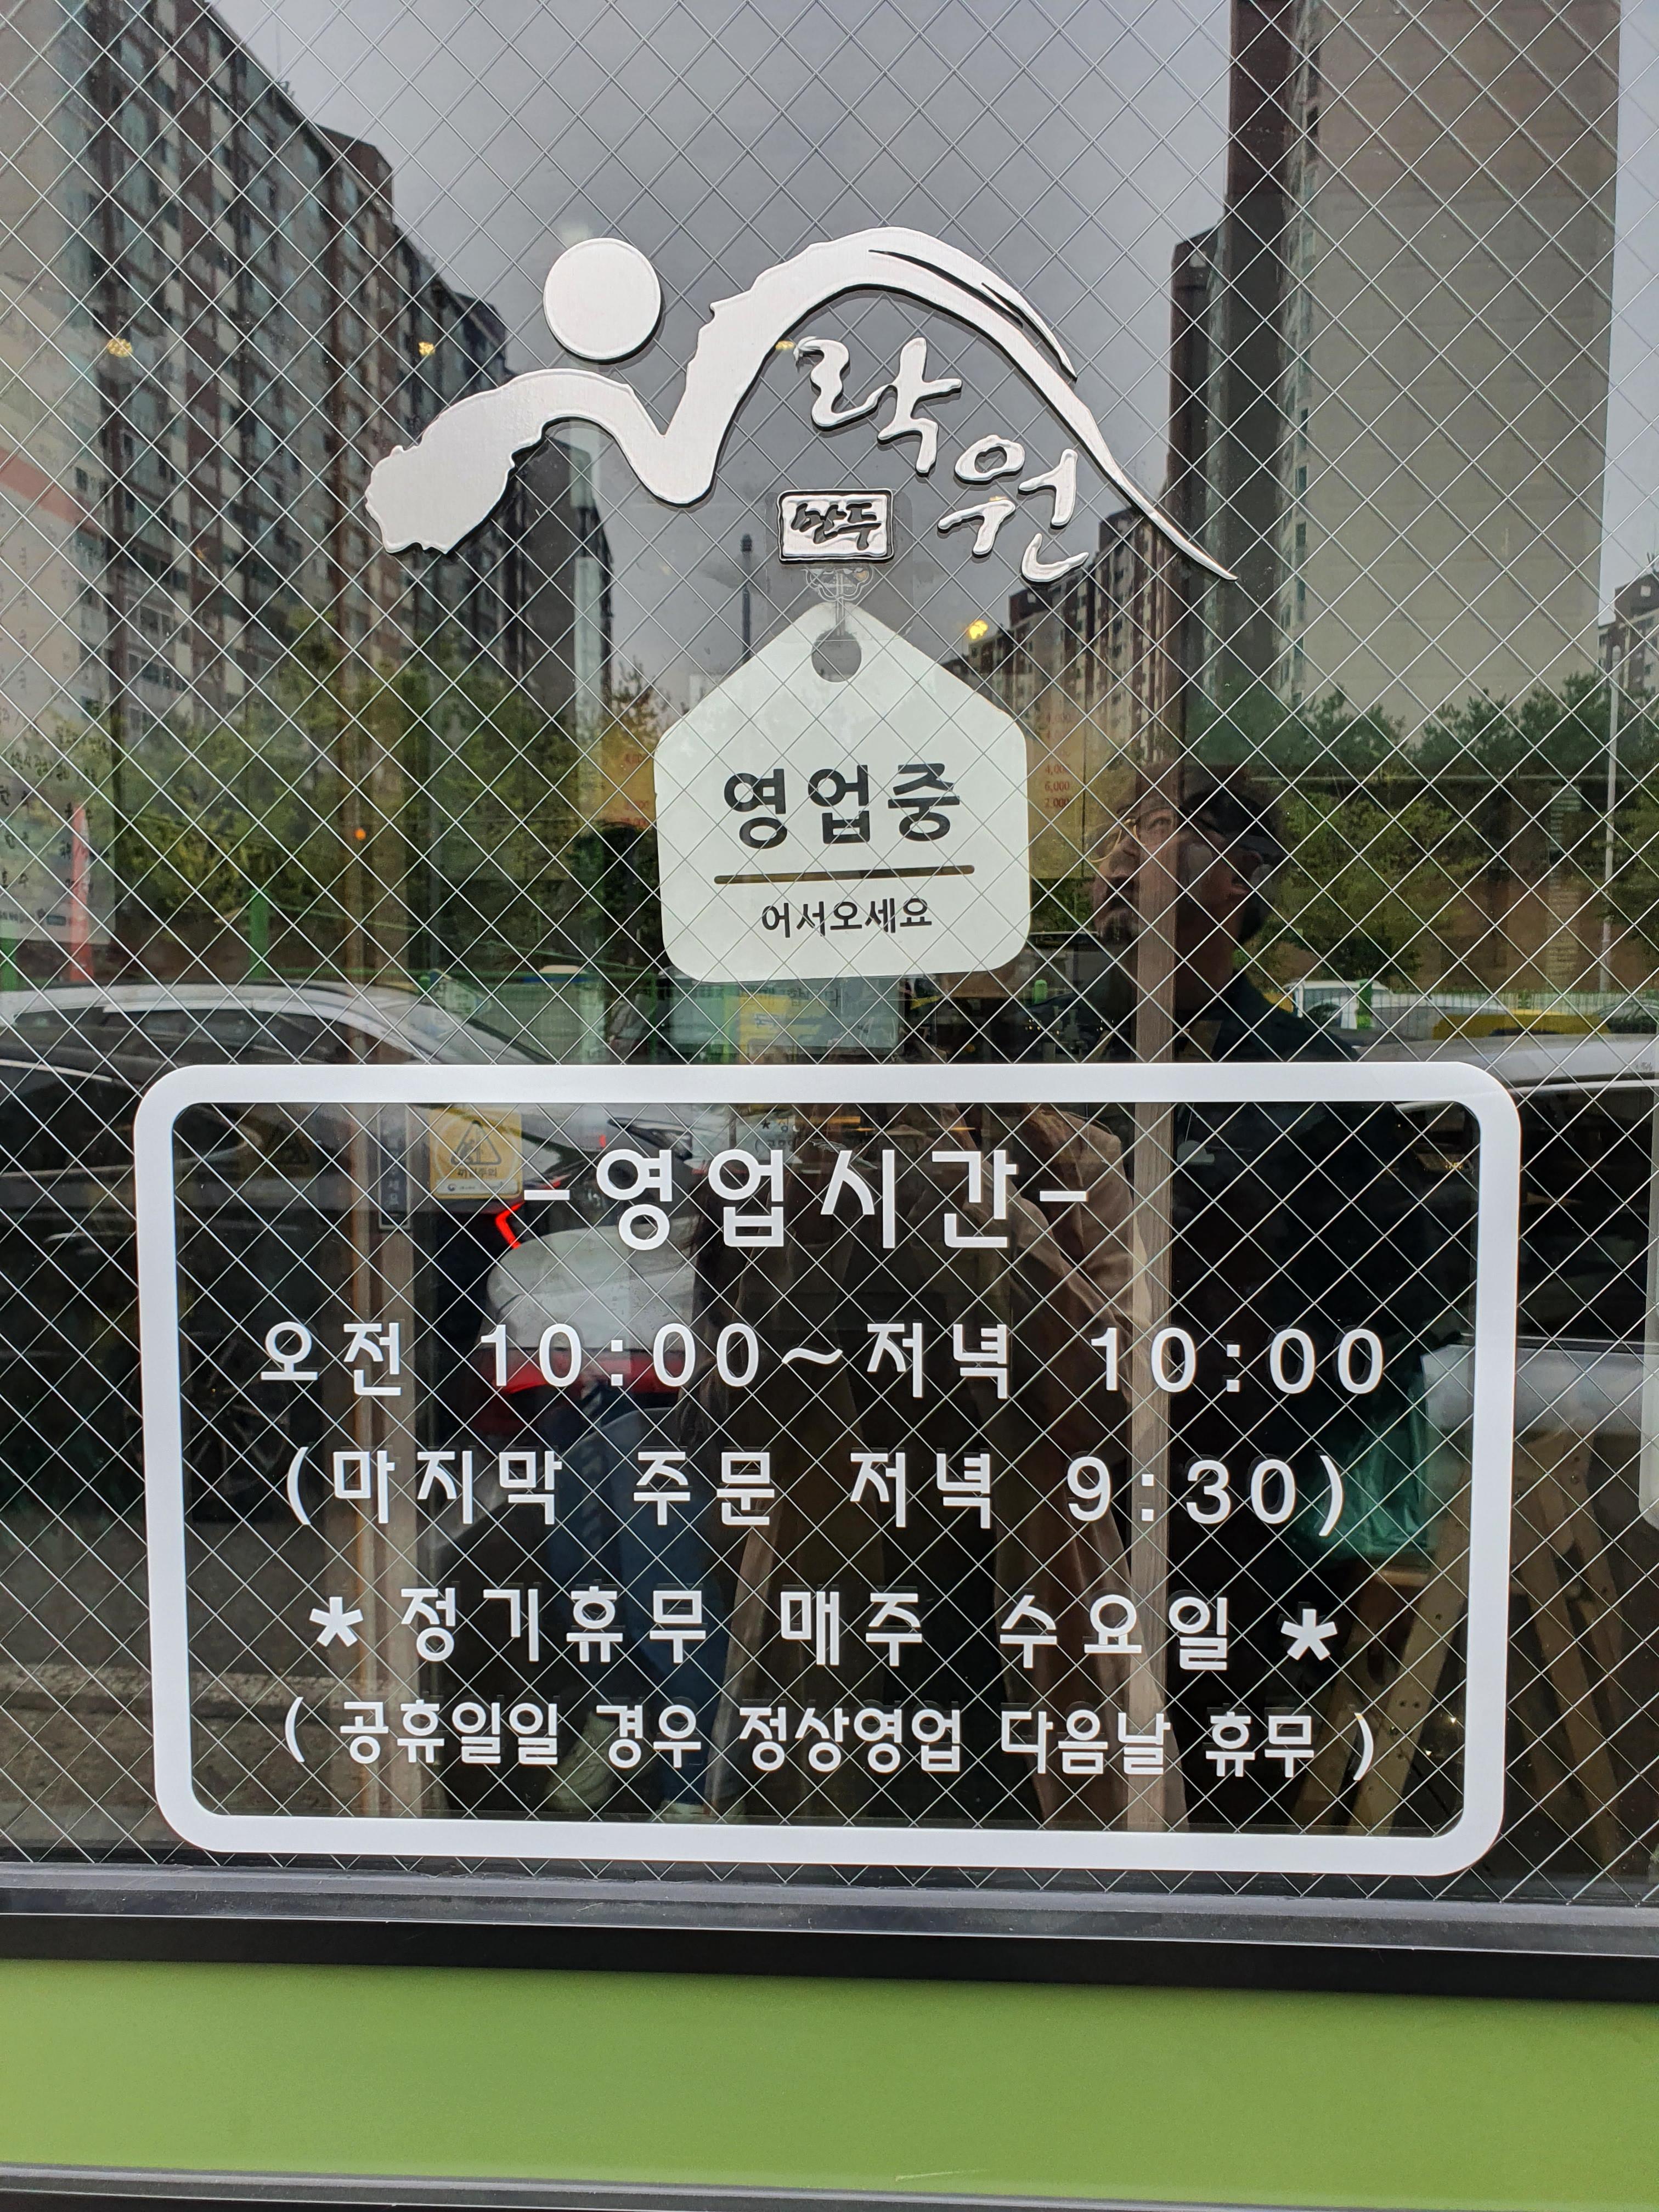 락원
만두
영업중
어서오세요
-영업시간-
오전 10:00~저녁 10:00
(마지막 주문 저녁 9:30)
*정기휴무 매주 수요일*
( 공휴일일 경우 정상영업 다음날 휴무 )